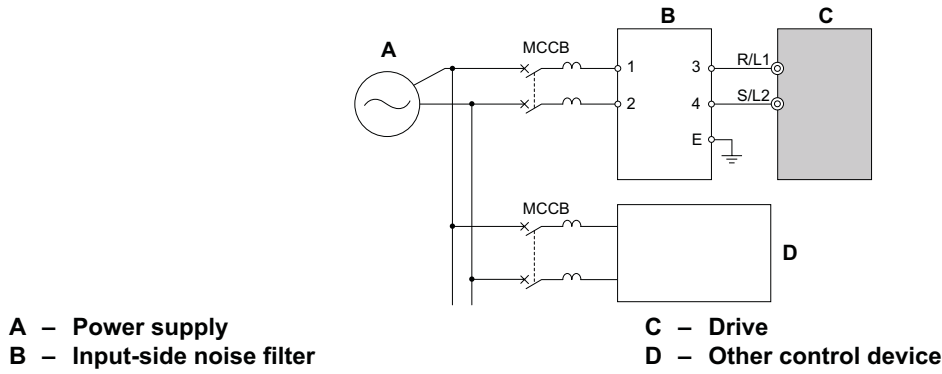 B
C
A
MCCB
1
3
R/L1
2
4
S/L2
E
MCCB
D
A – Power supply
B – Input-side noise filter
C – Drive
D – Other control device